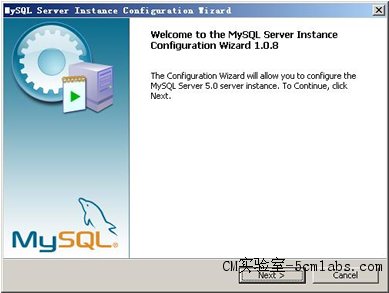 MySQL Server Instance Configuration Wizard
Welcome to the MySQL Server Instance
Configuration Wizard 1.0.8
The Configuration Wizard will allow you to configure the
MySQL Server 5.0 server instance. To Continue, click
Next.
MySQL®
CM实验室-5cmlabs.com
Next >
Cancel